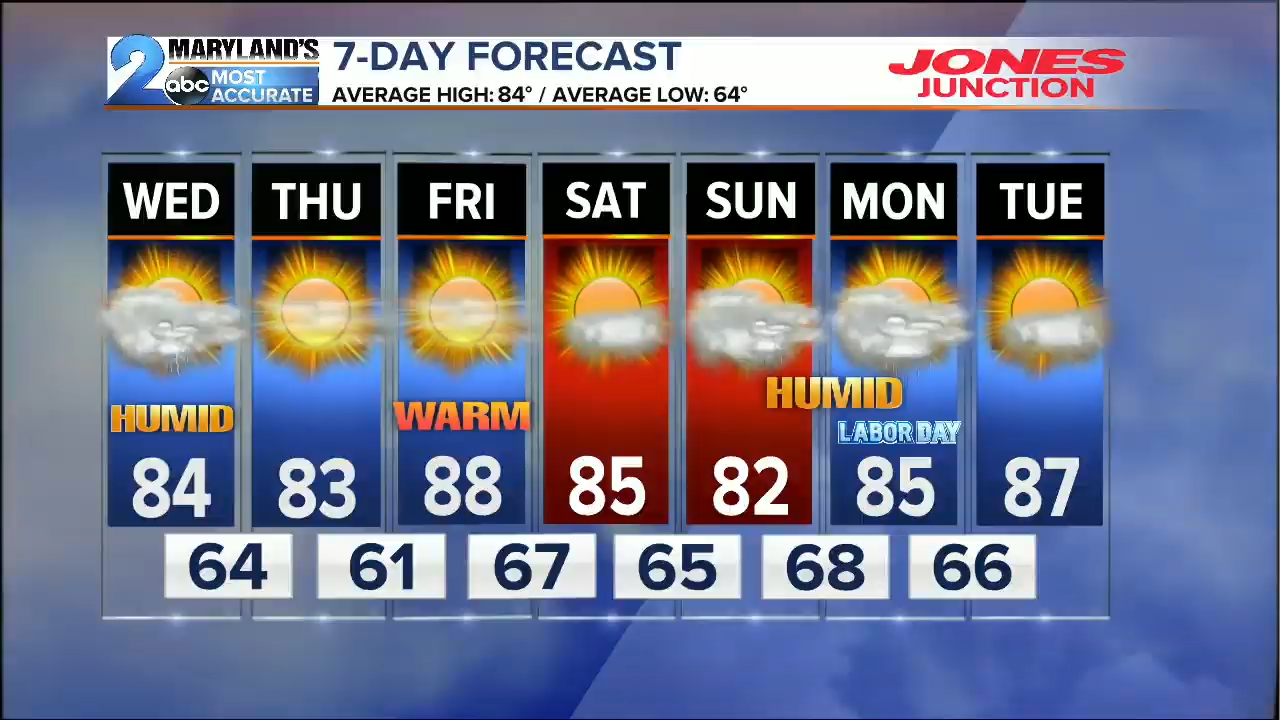 2 MARYLAND'S
abc MOST
ACCURATE
7-DAY FORECAST
AVERAGE HIGH: 84° / AVERAGE LOW: 64°
JONES
JUNCTION
WED THU FRI SAT SUN MON TUE
HUMID
HUMID WARM
LABOR DAY
84 83 88 85 82 85 87
64 61 67 65 68 66